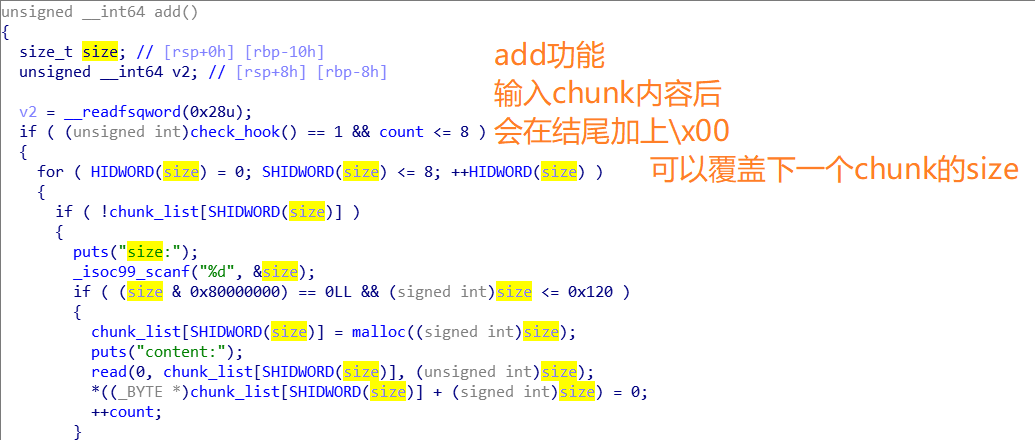 unsigned __int64 add()
{
  size_t size; // [rsp+0h] [rbp-10h]
  unsigned __int64 v2; // [rsp+8h] [rbp-8h]
add功能
输入chunk内容后
会在结尾加上\x00
可以覆盖下一个chunk的size
  v2 = __readfsqword(0x28u);
  if ( (unsigned int)check_hook() == 1 && count <= 8 )
  {
    for ( HIDWORD(size) = 0; SHIDWORD(size) <= 8; ++HIDWORD(size) )
    {
      if ( !chunk_list[SHIDWORD(size)] )
      {
        puts("size:");
        _isoc99_scanf("%d", &size);
        if ( (size & 0x80000000) == 0LL && (signed int)size <= 0x120 )
        {
          chunk_list[SHIDWORD(size)] = malloc((signed int)size);
          puts("content:");
          read(0, chunk_list[SHIDWORD(size)], (unsigned int)size);
          *((_BYTE *)chunk_list[SHIDWORD(size)] + (signed int)size) = 0;
          ++count;
        }